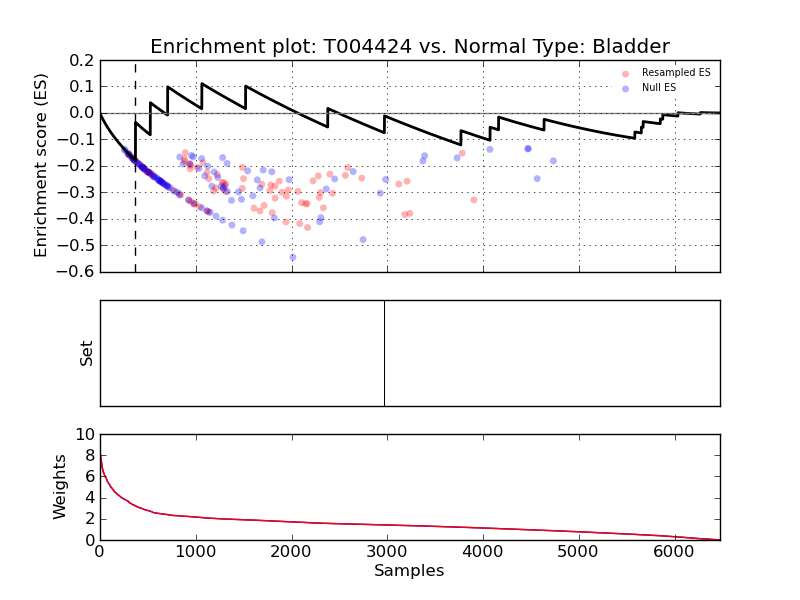 Enrichment plot: T004424 vs. Normal Type: Bladder
Enrichment score (ES)
0.2
0.1
0.0
−0.1
−0.2
−0.3
−0.4
−0.5
−0.6
Resampled ES
Null ES
Set
Weights
10
8
6
4
2
0
0 1000 2000 3000 4000 5000 6000
Samples